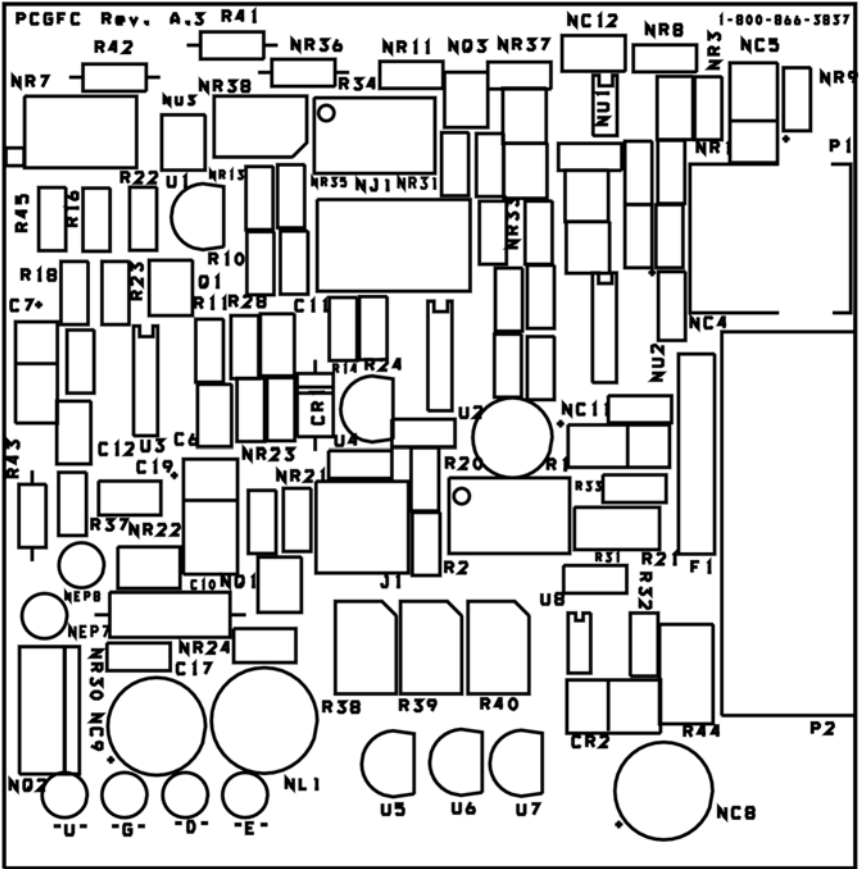 PCGFC Rev. A.3
R41
NC12
1-800-866-3837
R42
NR36
NR11
NQ3
NR37
NR8
NR3
NC5
NR7
NR38
R34
NR9
NU3
NU1
NR1
P1
R22
U1
NR13
NR35
NJ1
NR31
R45
R16
NR33
R10
R18
R23
Q1
C7+
R11
R28
C11
NC4
R14
R24
NU2
CR1
U2
NC11
R43
C12
U3
C6
NR23
U4
C19
NR21
R20
R1
R33
R37
NR22
R31
R21
F1
C10
NQ1
J1
R2
NEP8
U8
R32
NEP7
NR24
C17
NR30
NC9
R38
R39
R40
CR2
R44
P2
NQ2
NL1
U5
U6
U7
NC8
-U-
-G-
-D-
-E-